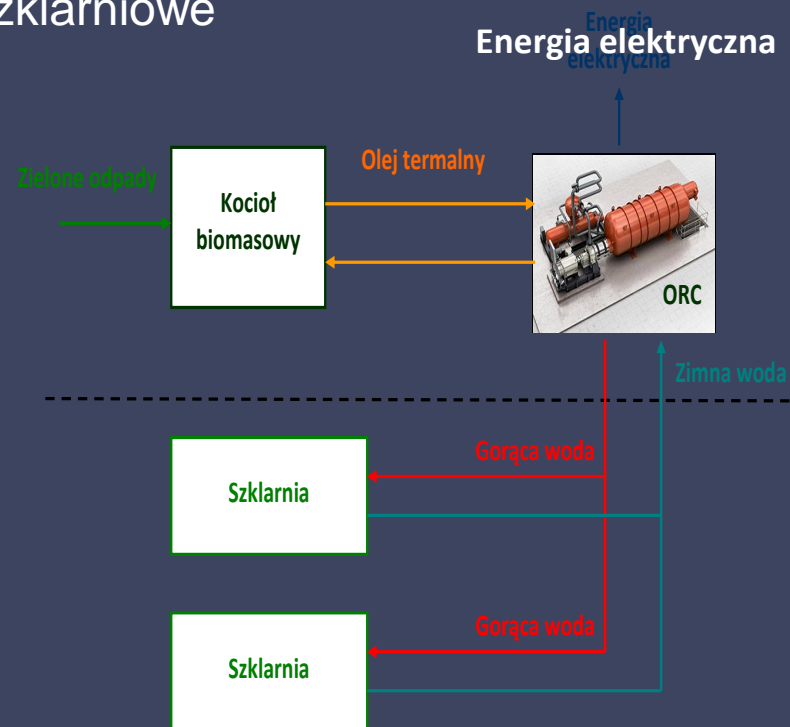 zklarniowe
Energia
elektryczna
Energia elektryczna
Zielone odpady
Kocioł
biomasowy
Olej termalny
ORC
Zimna woda
Gorąca woda
Szklarnia
Gorąca woda
Szklarnia